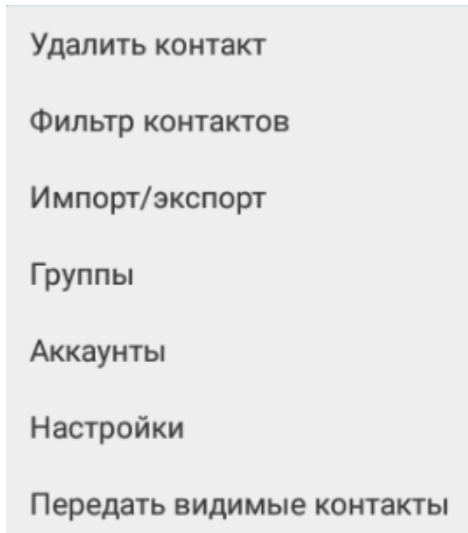 Удалить контакт
Фильтр контактов
Импорт/экспорт
Группы
Аккаунты
Настройки
Передать видимые контакты